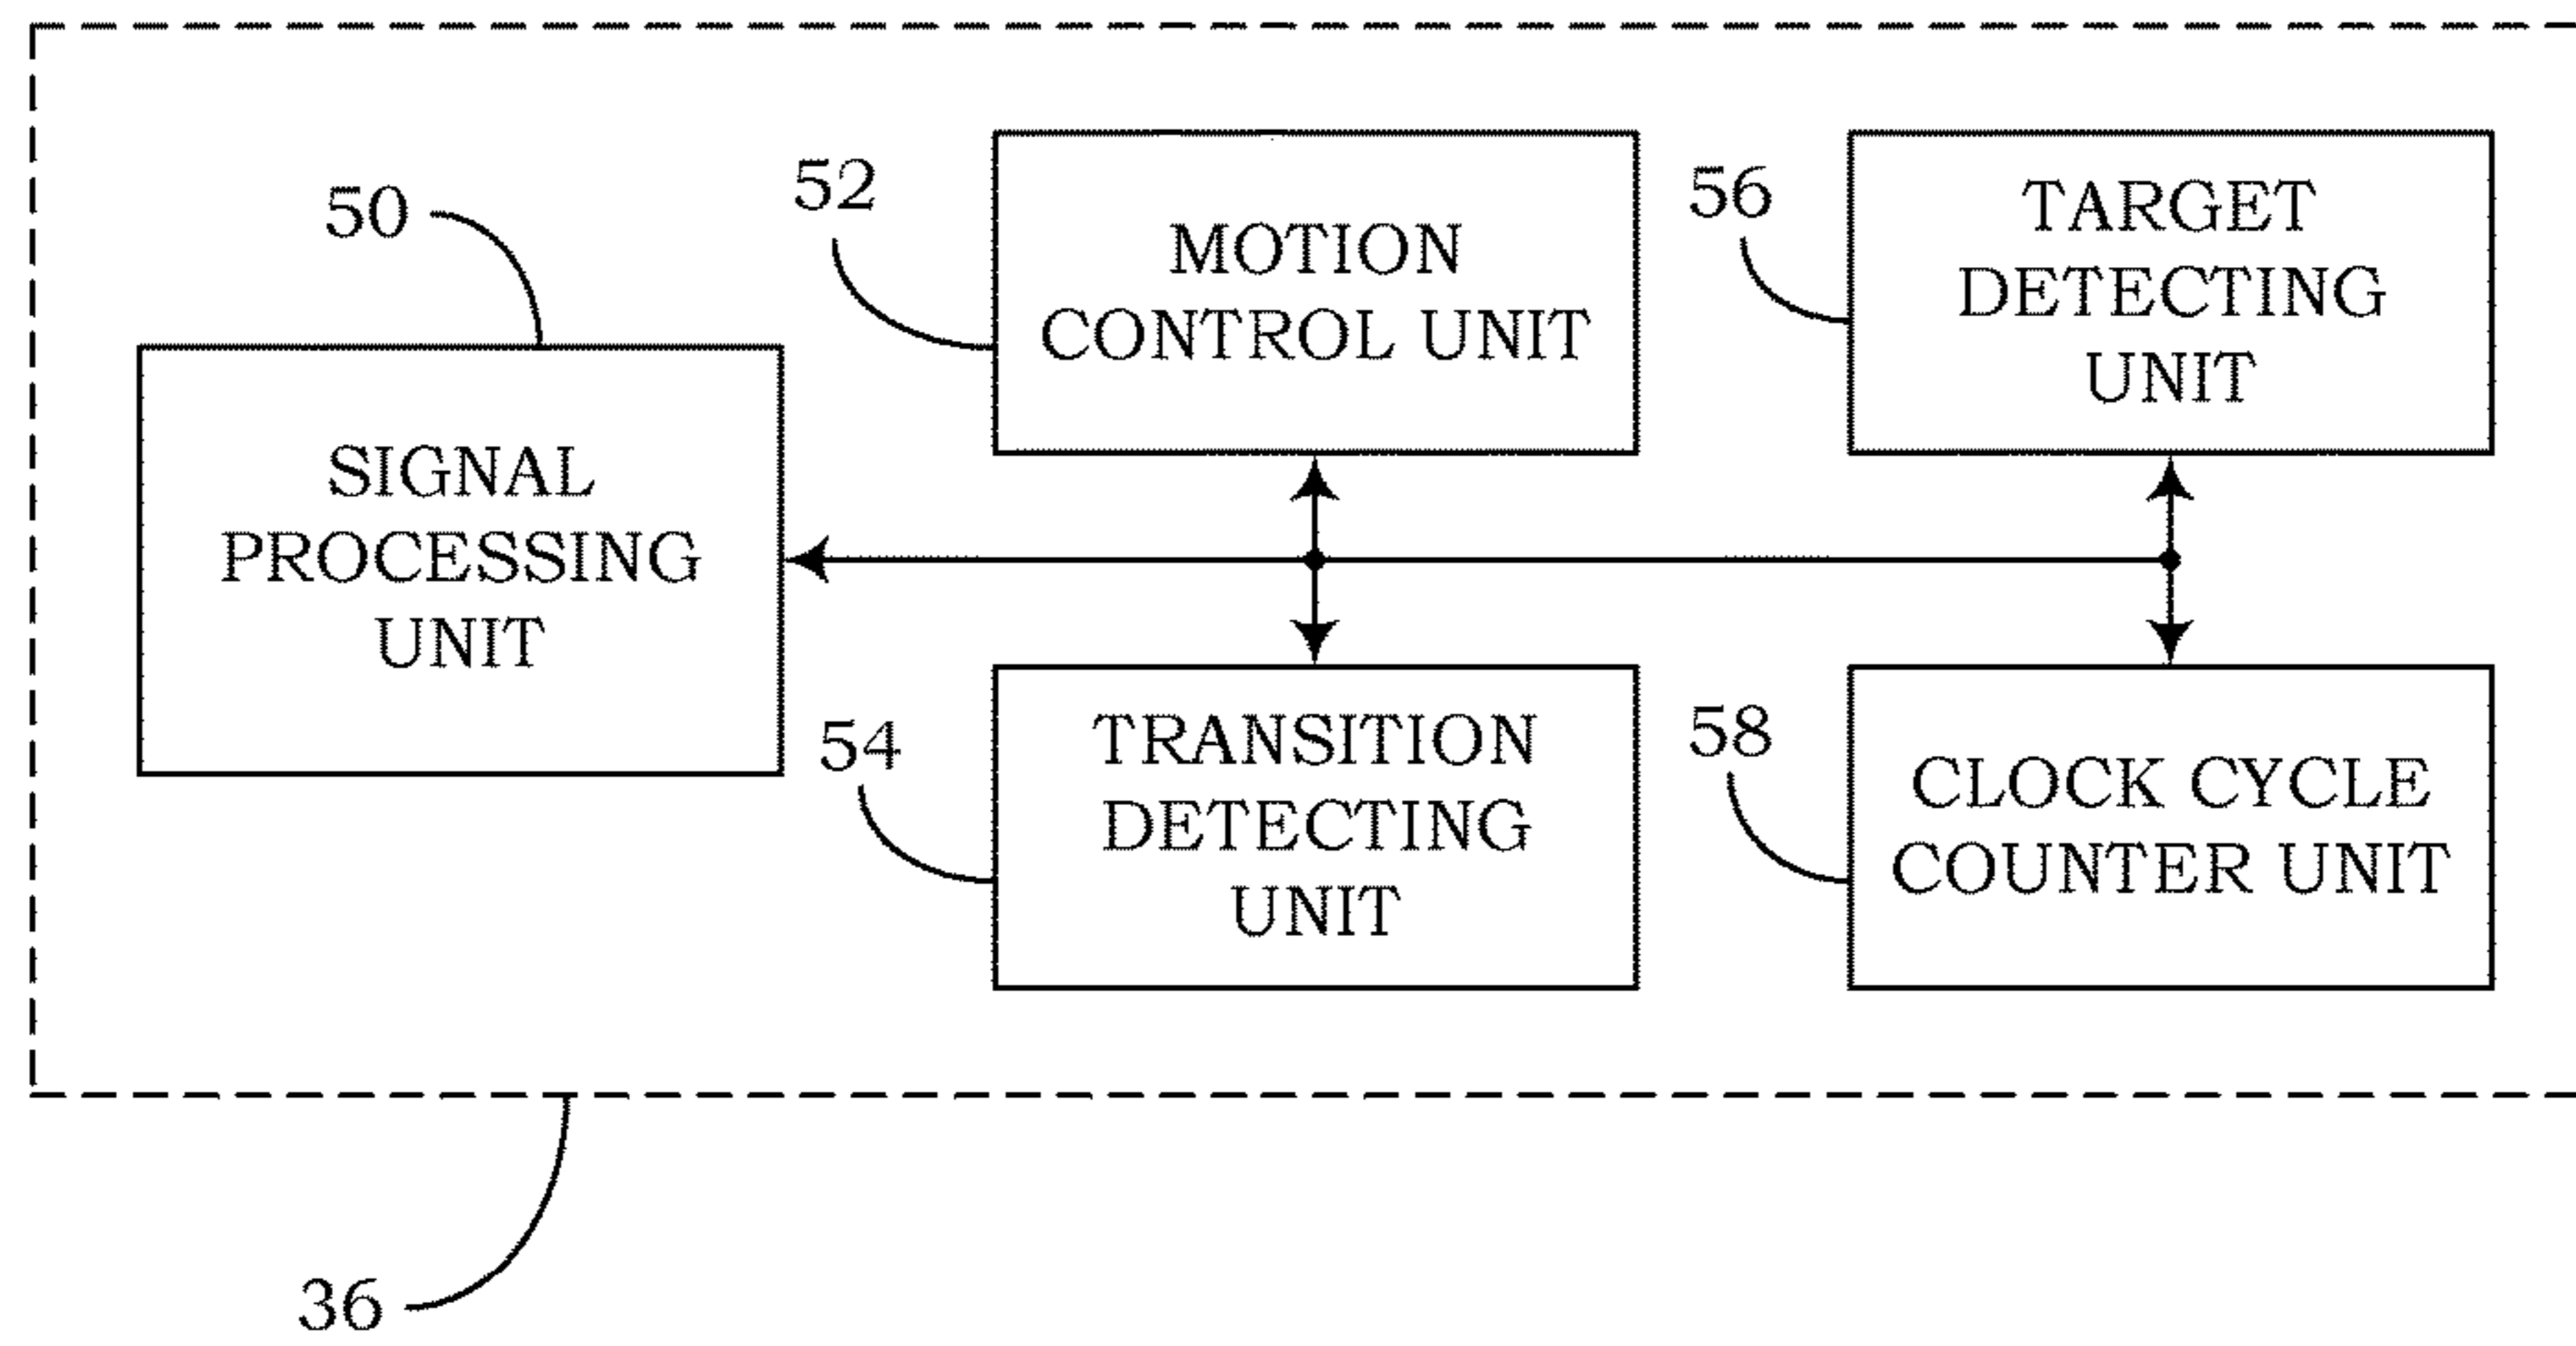 50
SIGNAL
PROCESSING
UNIT
52
MOTION
CONTROL UNIT
56
TARGET
DETECTING
UNIT
54
TRANSITION
DETECTING
UNIT
58
CLOCK CYCLE
COUNTER UNIT
36